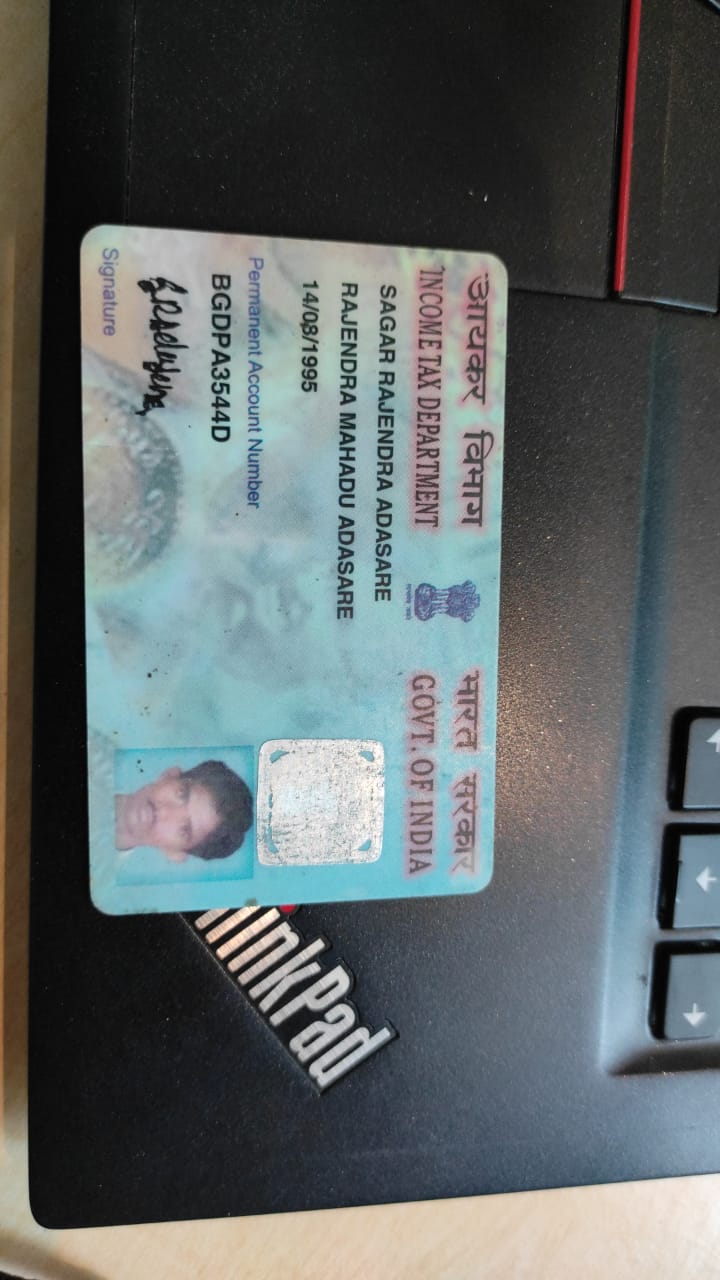 आयकर विभाग
INCOME TAX DEPARTMENT
भारत सरकार
GOVT. OF INDIA
SAGAR RAJENDRA ADASARE
RAJENDRA MAHADU ADASARE
14/08/1995
Permanent Account Number
BGDPA3544D
Signature
ThinkPad